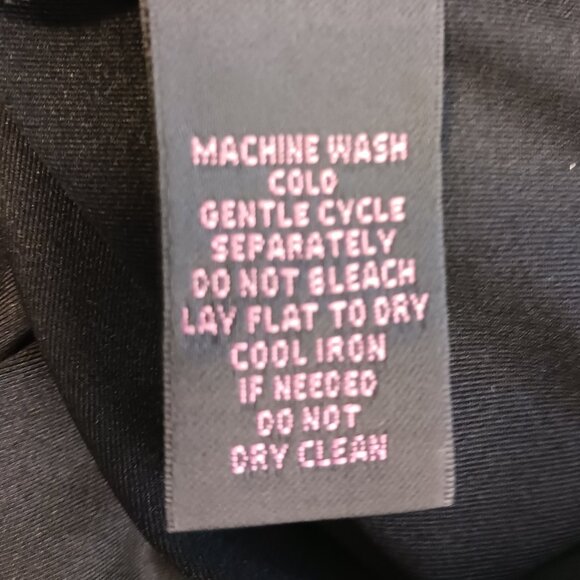 MACHINE WASH
COLD
GENTLE CYCLE
SEPARATELY
DO NOT BLEACH
LAY FLAT TO DRY
COOL IRON
IF NEEDED
DO NOT
DRY CLEAN